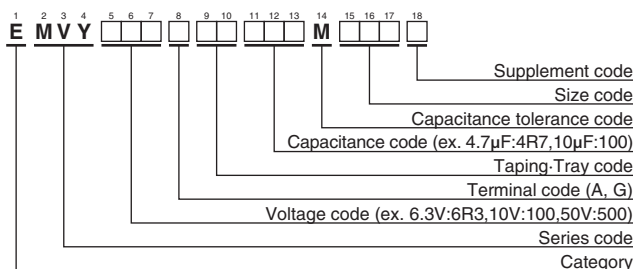 1 2 3 4 5 6 7 8 9 10 11 12 13 14 15 16 17 18
E M V Y M
Supplement code
Size code
Capacitance tolerance code
Capacitance code (ex. 4.7μF:4R7,10μF:100)
Taping·Tray code
Terminal code (A, G)
Voltage code (ex. 6.3V:6R3,10V:100,50V:500)
Series code
Category